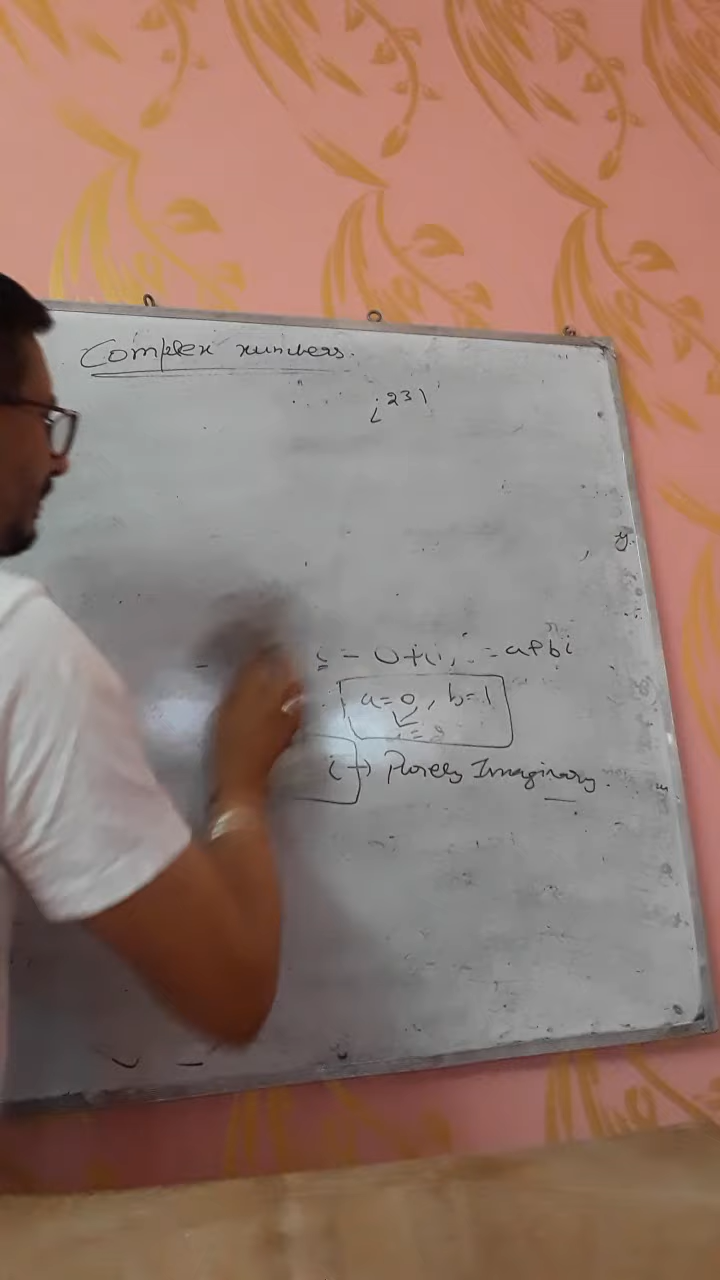 Complex numbers.
i²³¹
= 0+i, = a+bi
a=0, b=1
i → Purely Imaginary.